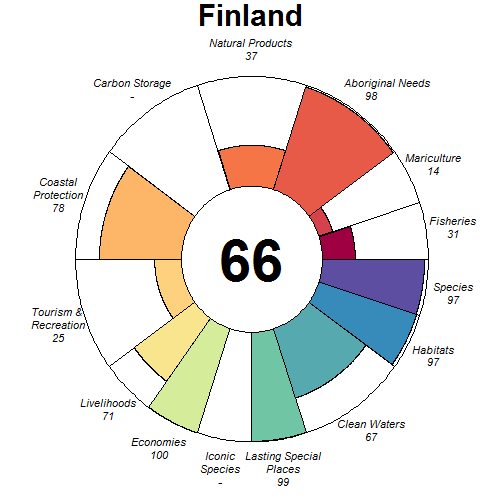 Finland
Natural Products
37
Carbon Storage
-
Aboriginal Needs
98
Mariculture
14
Coastal
Protection
78
Fisheries
31
66
Species
97
Tourism &
Recreation
25
Habitats
97
Livelihoods
71
Clean Waters
67
Economies
100
Iconic
Species
-
Lasting Special
Places
99